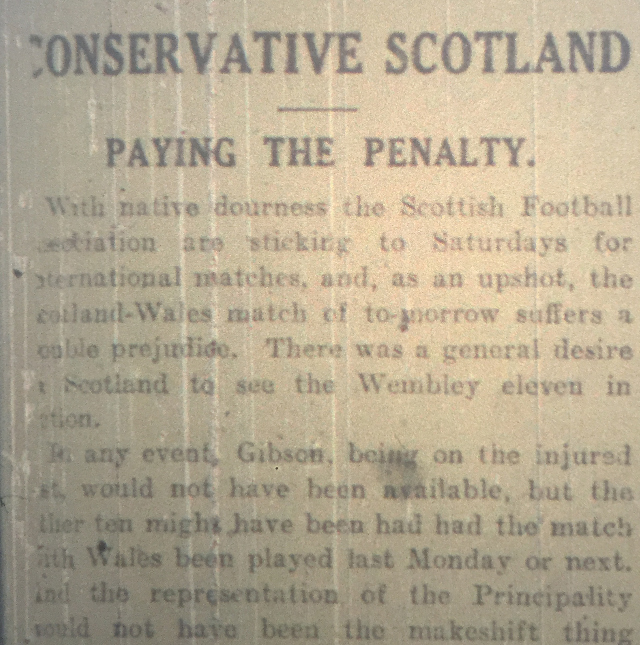 CONSERVATIVE SCOTLAND
PAYING THE PENALTY.
With native dourness the Scottish Football
sociation are sticking to Saturdays for
ternational matches, and, as an upshot, the
cotland-Wales match of to-morrow suffers a
ouble prejudice. There was a general desire
Scotland to see the Wembley eleven in
ction.
In any event, Gibson, being on the injured
st, would not have been available, but the
ther ten might have been had had the match
ith Wales been played last Monday or next.
And the representation of the Principality
would not have been the makeshift thing